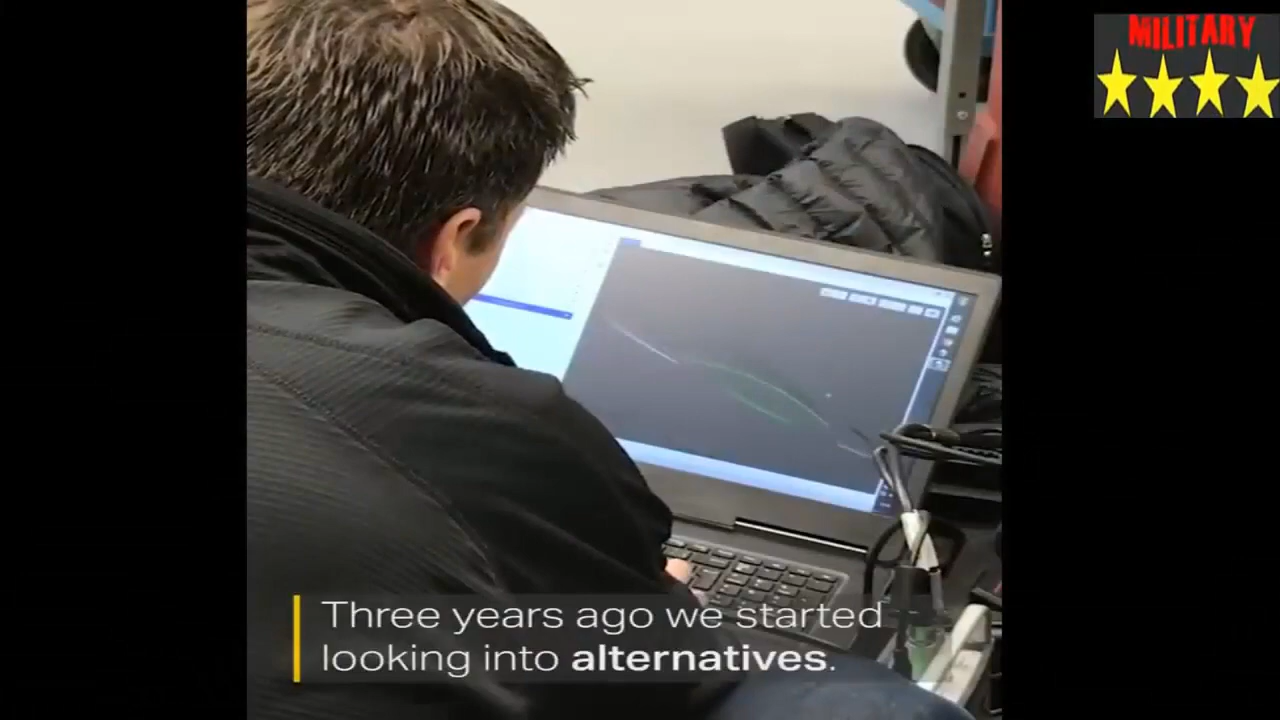 MILITARY
Three years ago we started
looking into alternatives.